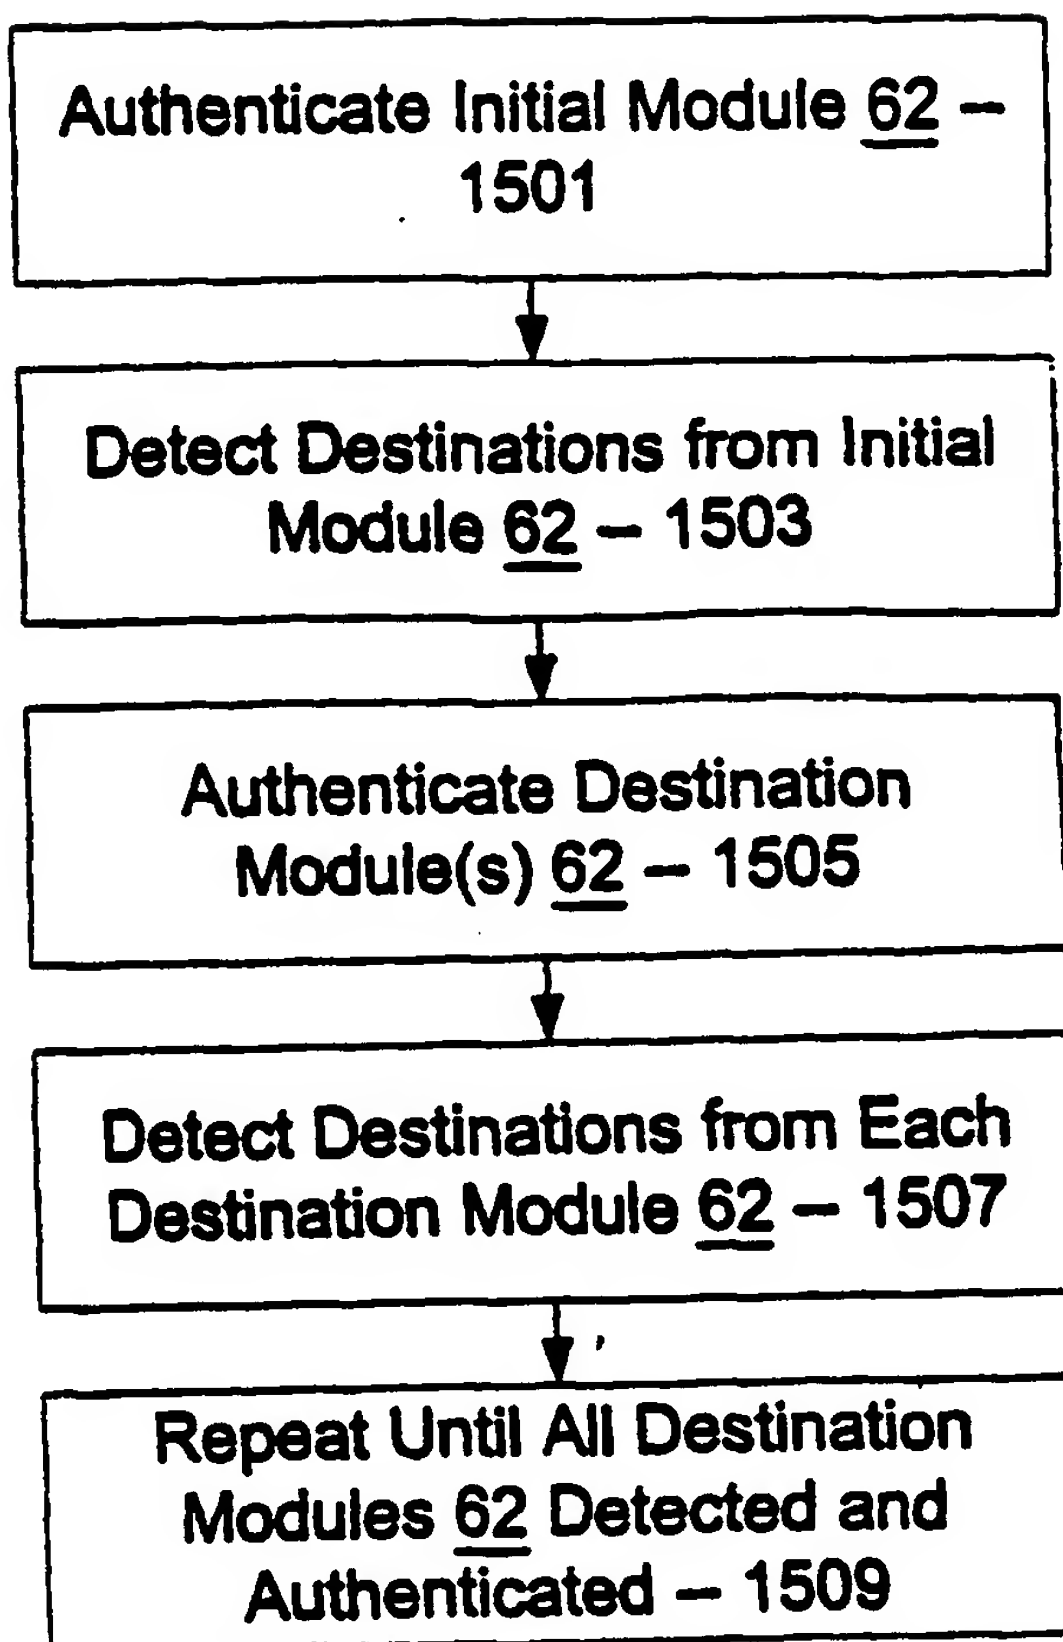 Authenticate Initial Module 62 –
1501
Detect Destinations from Initial
Module 62 – 1503
Authenticate Destination
Module(s) 62 – 1505
Detect Destinations from Each
Destination Module 62 – 1507
Repeat Until All Destination
Modules 62 Detected and
Authenticated – 1509